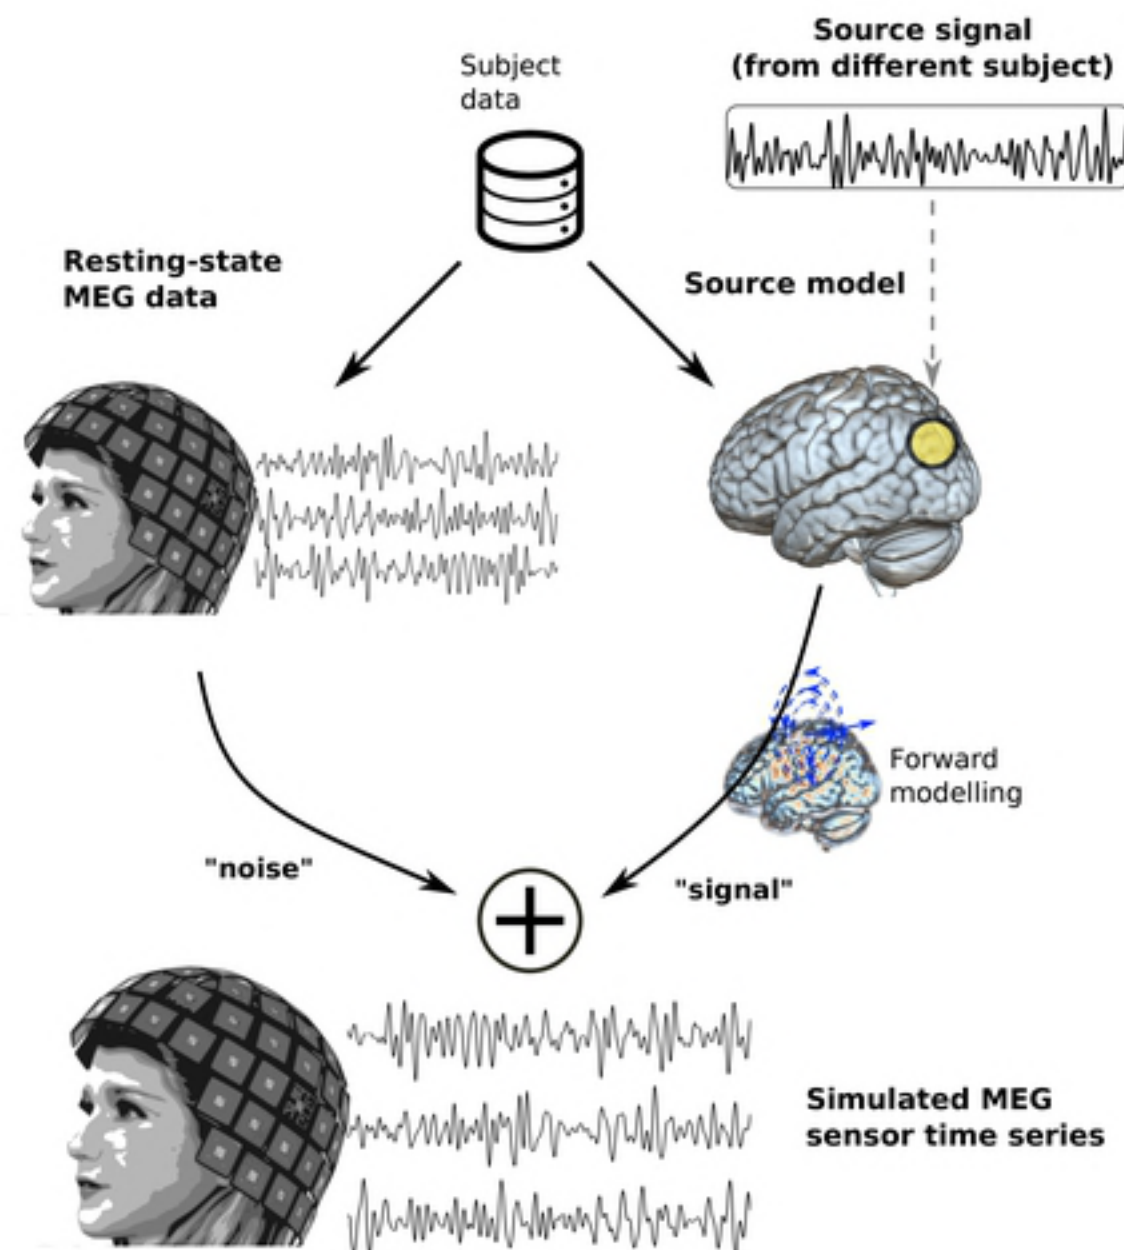 Source signal
(from different subject)
Subject
data
Resting-state
MEG data
Source model
Forward
modelling
"noise"
"signal"
Simulated MEG
sensor time series